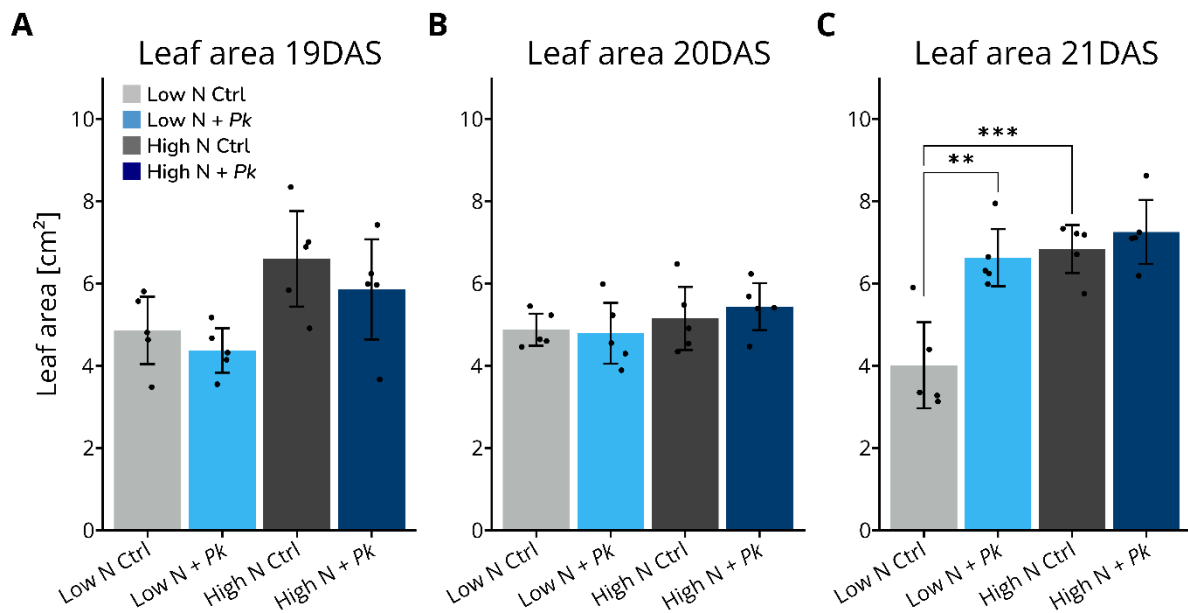 A
Leaf area 19DAS
Low N Ctrl
Low N + Pk
High N Ctrl
High N + Pk
Leaf area [cm²]
10
8
6
4
2
0
Low N Ctrl
Low N + Pk
High N Ctrl
High N + Pk
B
Leaf area 20DAS
10
8
6
4
2
0
Low N Ctrl
Low N + Pk
High N Ctrl
High N + Pk
C
Leaf area 21DAS
***
**
10
8
6
4
2
0
Low N Ctrl
Low N + Pk
High N Ctrl
High N + Pk